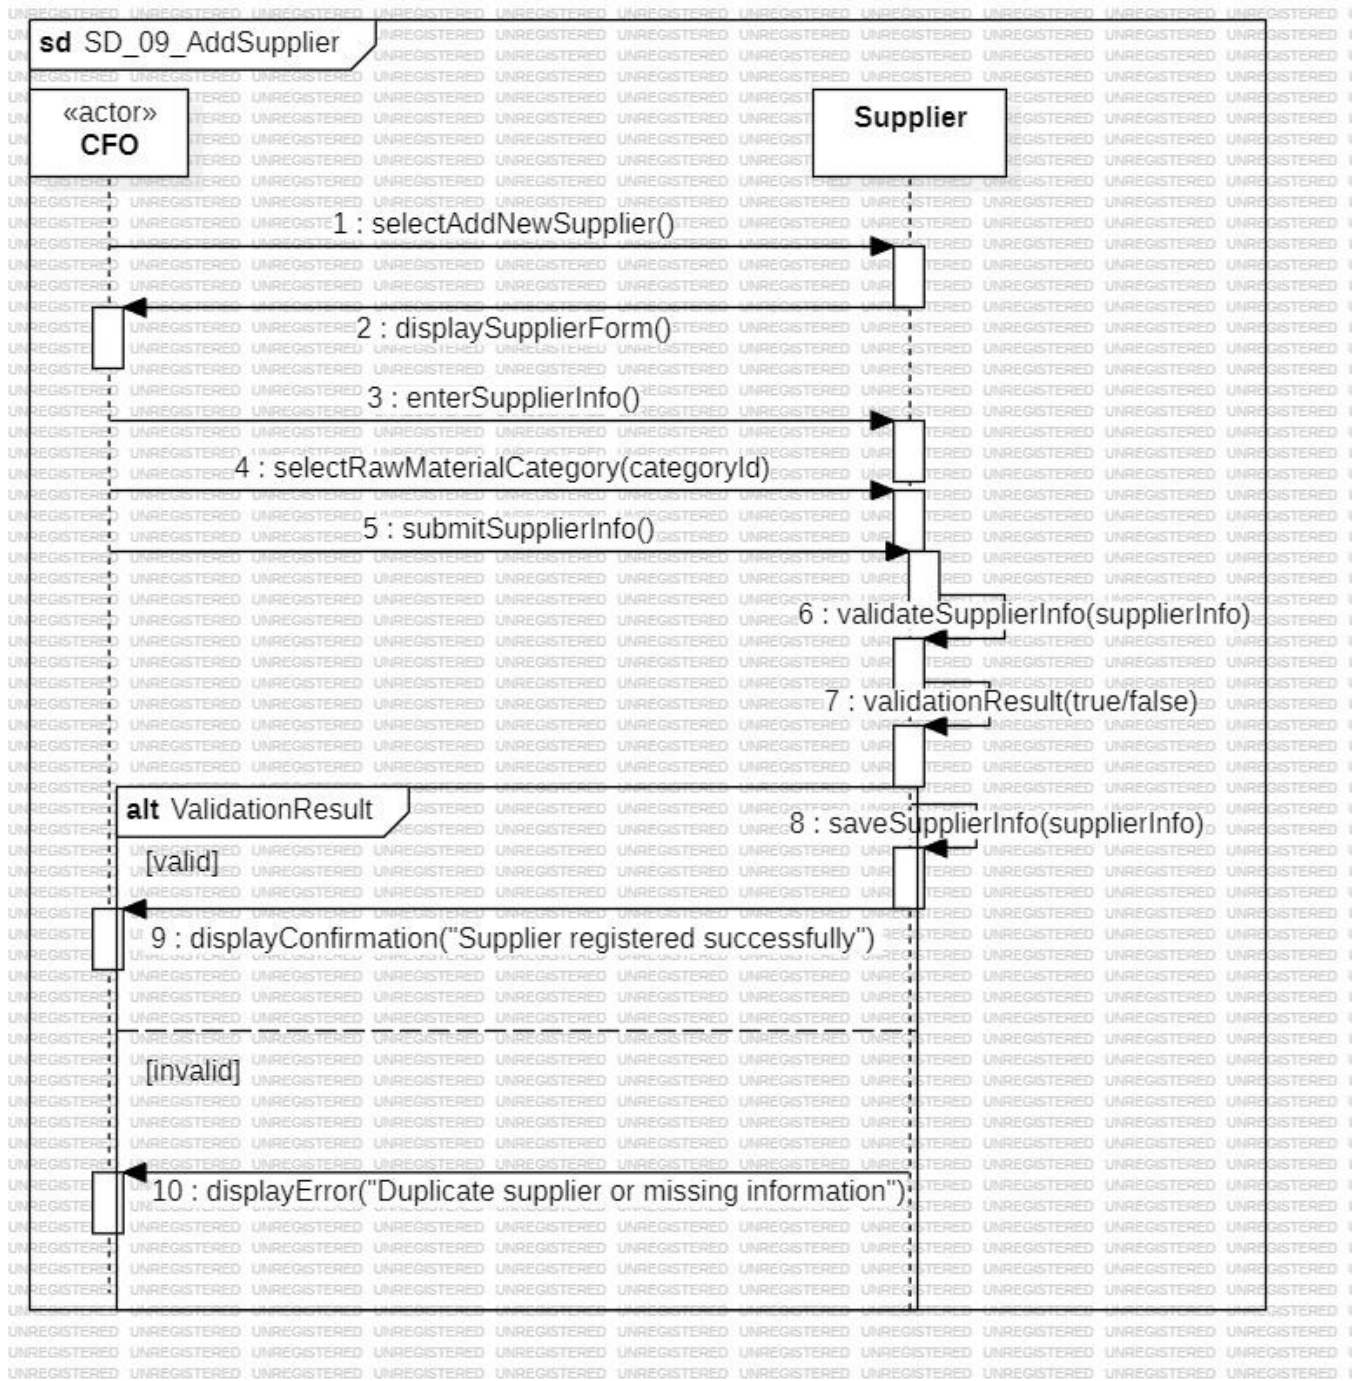 sd SD_09_AddSupplier
«actor»
CFO
Supplier
1 : selectAddNewSupplier()
2 : displaySupplierForm()
3 : enterSupplierInfo()
4 : selectRawMaterialCategory(categoryId)
5 : submitSupplierInfo()
6 : validateSupplierInfo(supplierInfo)
7 : validationResult(true/false)
alt ValidationResult
8 : saveSupplierInfo(supplierInfo)
[valid]
9 : displayConfirmation("Supplier registered successfully")
[invalid]
10 : displayError("Duplicate supplier or missing information")
UNREGISTERED